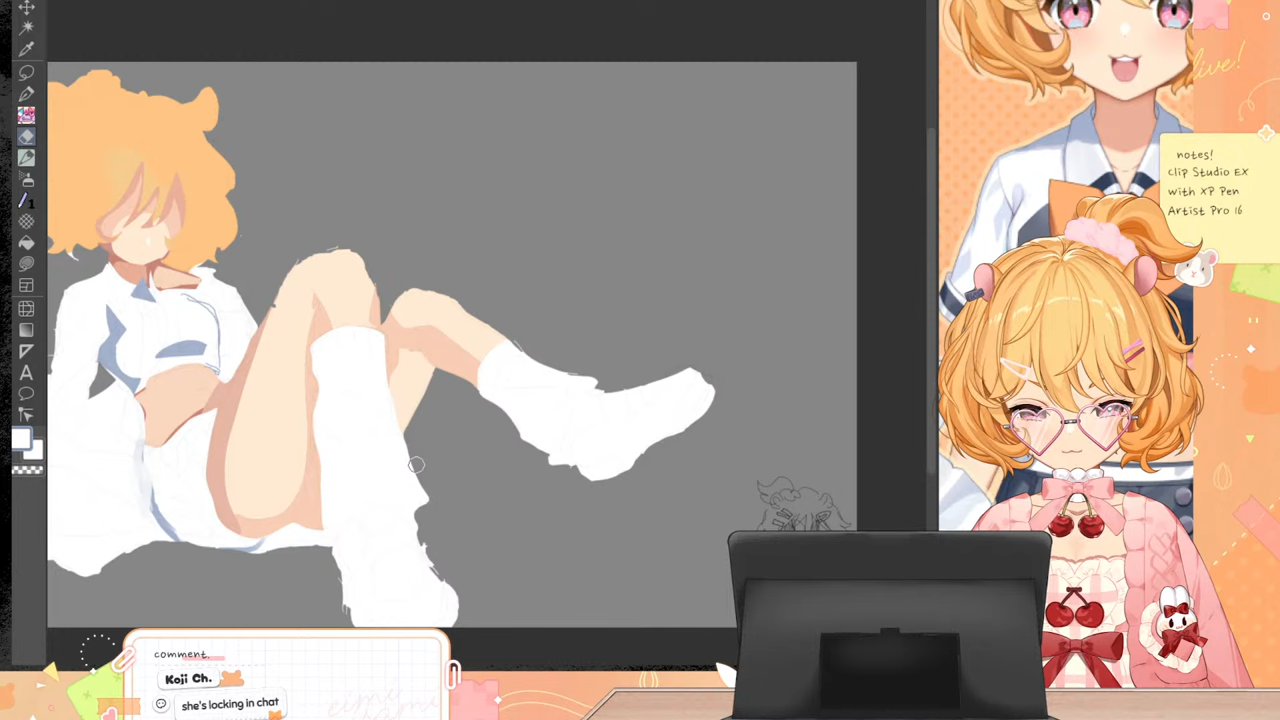 live!
notes!
Clip Studio EX
with XP Pen
Artist Pro 16
comment.
Koji Ch.
she's locking in chat